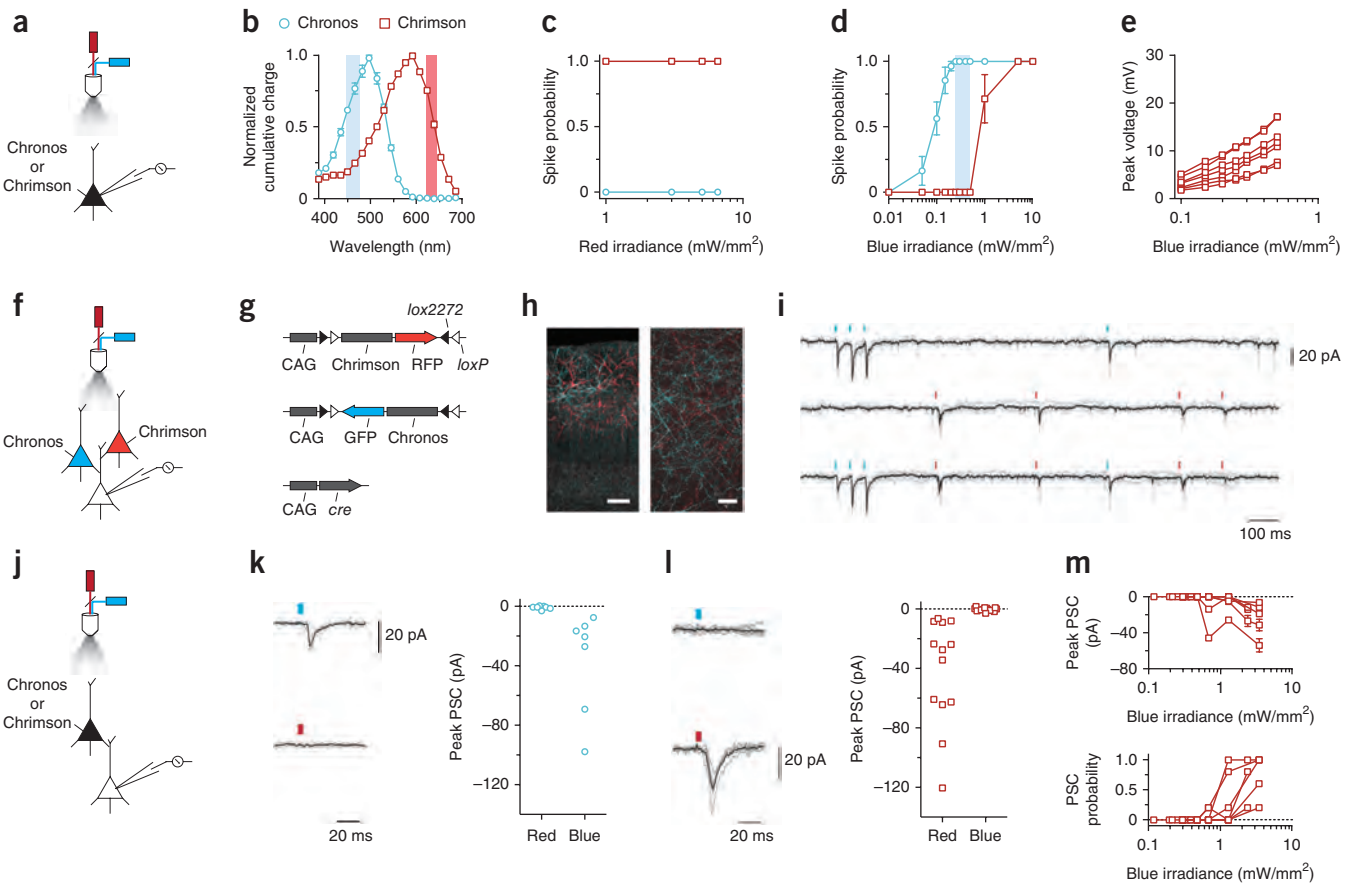 a
Chronos
or
Chrimson
b
Chronos
Chrimson
Normalized
cumulative charge
1.0
0.5
0
400
500
600
700
Wavelength (nm)
c
Spike probability
1.0
0.5
0
1
10
Red irradiance (mW/mm²)
d
Spike probability
1.0
0.5
0
0.01
0.1
1
10
Blue irradiance (mW/mm²)
e
Peak voltage
(mV)
30
20
10
0
0.1
1
Blue irradiance (mW/mm²)
f
Chronos
Chrimson
g
lox2272
CAG
Chrimson
RFP
loxP
CAG
GFP
Chronos
CAG
cre
h
i
20 pA
100 ms
j
Chronos
or
Chrimson
k
20 pA
20 ms
Peak PSC (pA)
0
−40
−80
−120
Red
Blue
l
20 pA
20 ms
Peak PSC (pA)
0
−40
−80
−120
Red
Blue
m
Peak PSC
(pA)
0
−40
−80
0.1
1
10
Blue irradiance (mW/mm²)
PSC
probability
1.0
0.5
0
0.1
1
10
Blue irradiance (mW/mm²)